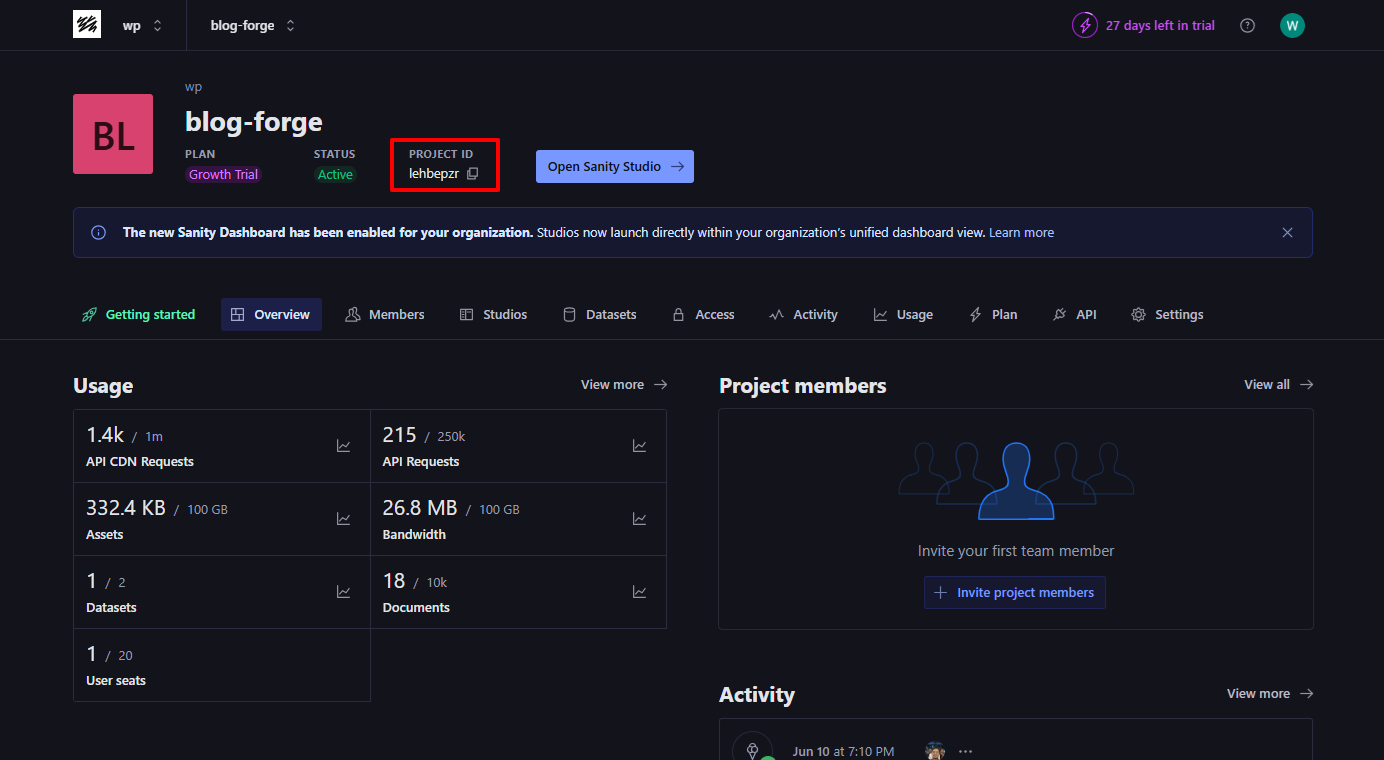 wp
blog-forge
27 days left in trial
W
wp
BL
blog-forge
PLAN
STATUS
PROJECT ID
Growth Trial
Active
lehbepzr
Open Sanity Studio
The new Sanity Dashboard has been enabled for your organization. Studios now launch directly within your organization's unified dashboard view. Learn more
Getting started
Overview
Members
Studios
Datasets
Access
Activity
Usage
Plan
API
Settings
Usage
View more
1.4k / 1m
API CDN Requests
215 / 250k
API Requests
332.4 KB / 100 GB
Assets
26.8 MB / 100 GB
Bandwidth
1 / 2
Datasets
18 / 10k
Documents
1 / 20
User seats
Project members
View all
Invite your first team member
Invite project members
Activity
View more
Jun 10 at 7:10 PM